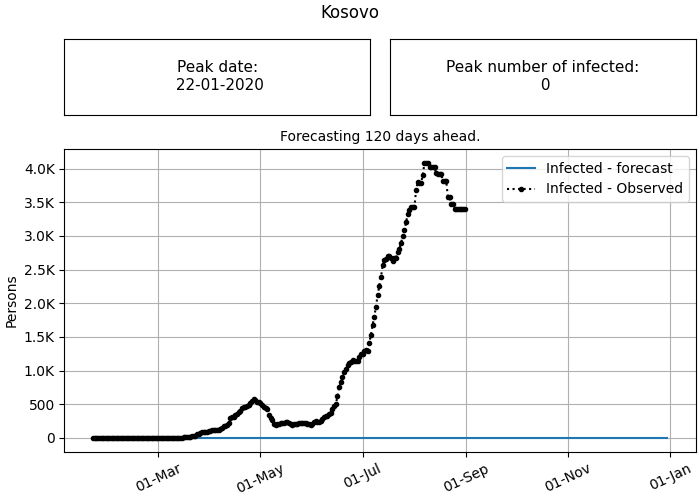 Kosovo
Peak date:
22-01-2020
Peak number of infected:
0
Forecasting 120 days ahead.
Infected - forecast
Infected - Observed
Persons
4.0K
3.5K
3.0K
2.5K
2.0K
1.5K
1.0K
500
0
01-Mar
01-May
01-Jul
01-Sep
01-Nov
01-Jan